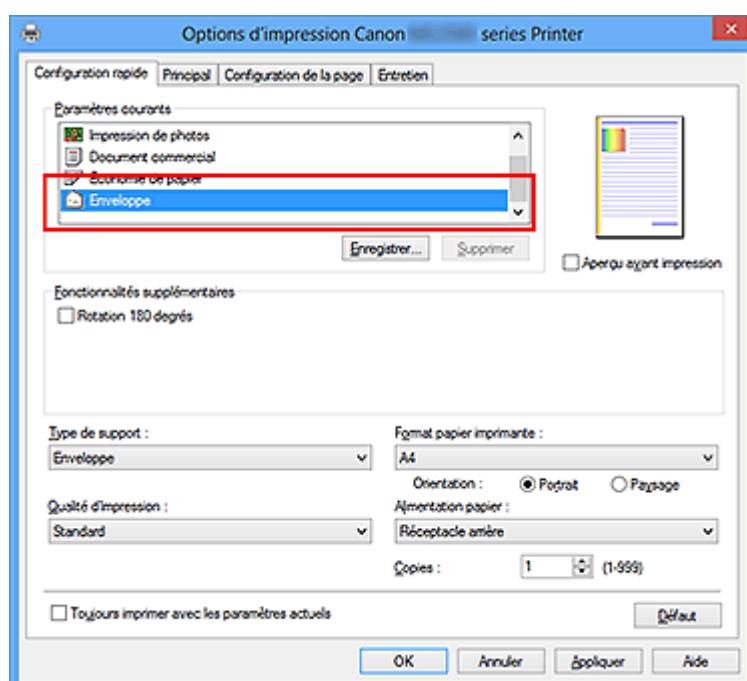 Options d'impression Canon series Printer
Configuration rapide Principal Configuration de la page Entretien
Paramètres courants
Impression de photos
Document commercial
Économie de papier
Enveloppe
Enregistrer... Supprimer
Aperçu avant impression
Fonctionnalités supplémentaires
Rotation 180 degrés
Type de support : Format papier imprimante :
Enveloppe A4
Orientation : Portrait Paysage
Qualité d'impression : Alimentation papier :
Standard Réceptacle arrière
Copies : 1 (1-999)
Toujours imprimer avec les paramètres actuels Défaut
OK Annuler Appliquer Aide